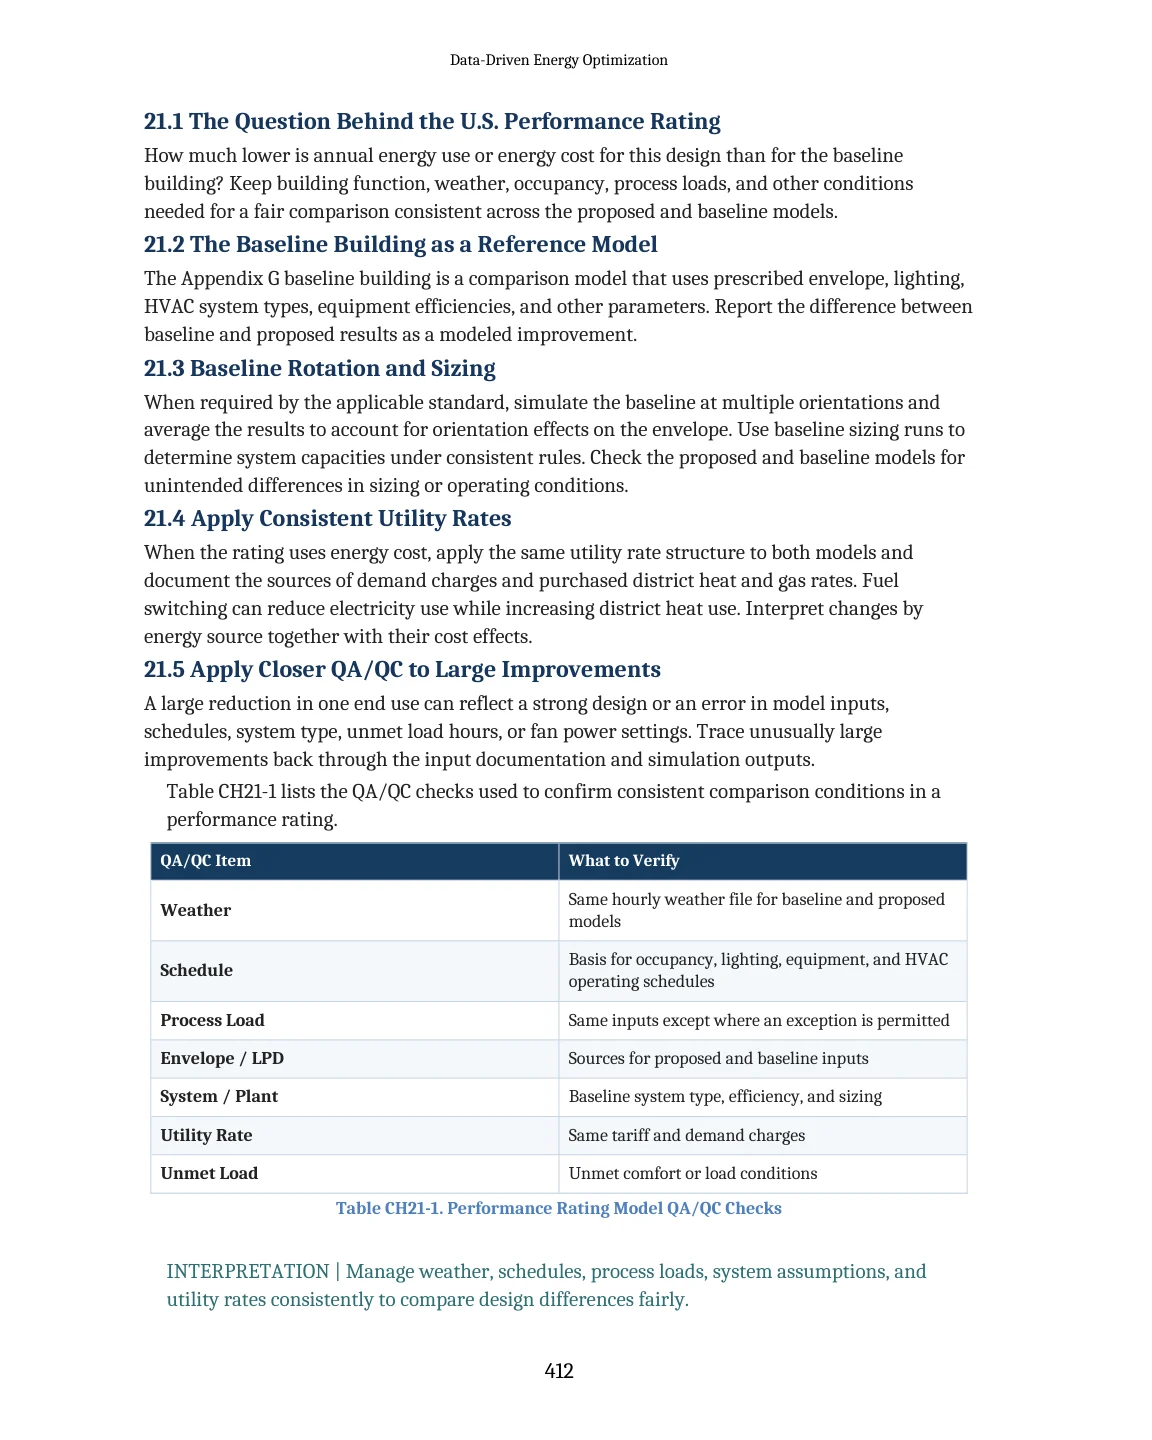 Data-Driven Energy Optimization
21.1 The Question Behind the U.S. Performance Rating
How much lower is annual energy use or energy cost for this design than for the baseline
building? Keep building function, weather, occupancy, process loads, and other conditions
needed for a fair comparison consistent across the proposed and baseline models.
21.2 The Baseline Building as a Reference Model
The Appendix G baseline building is a comparison model that uses prescribed envelope, lighting,
HVAC system types, equipment efficiencies, and other parameters. Report the difference between
baseline and proposed results as a modeled improvement.
21.3 Baseline Rotation and Sizing
When required by the applicable standard, simulate the baseline at multiple orientations and
average the results to account for orientation effects on the envelope. Use baseline sizing runs to
determine system capacities under consistent rules. Check the proposed and baseline models for
unintended differences in sizing or operating conditions.
21.4 Apply Consistent Utility Rates
When the rating uses energy cost, apply the same utility rate structure to both models and
document the sources of demand charges and purchased district heat and gas rates. Fuel
switching can reduce electricity use while increasing district heat use. Interpret changes by
energy source together with their cost effects.
21.5 Apply Closer QA/QC to Large Improvements
A large reduction in one end use can reflect a strong design or an error in model inputs,
schedules, system type, unmet load hours, or fan power settings. Trace unusually large
improvements back through the input documentation and simulation outputs.
Table CH21-1 lists the QA/QC checks used to confirm consistent comparison conditions in a
performance rating.
QA/QC Item What to Verify
Weather Same hourly weather file for baseline and proposed
models
Schedule Basis for occupancy, lighting, equipment, and HVAC
operating schedules
Process Load Same inputs except where an exception is permitted
Envelope / LPD Sources for proposed and baseline inputs
System / Plant Baseline system type, efficiency, and sizing
Utility Rate Same tariff and demand charges
Unmet Load Unmet comfort or load conditions
Table CH21-1. Performance Rating Model QA/QC Checks
INTERPRETATION | Manage weather, schedules, process loads, system assumptions, and
utility rates consistently to compare design differences fairly.
412